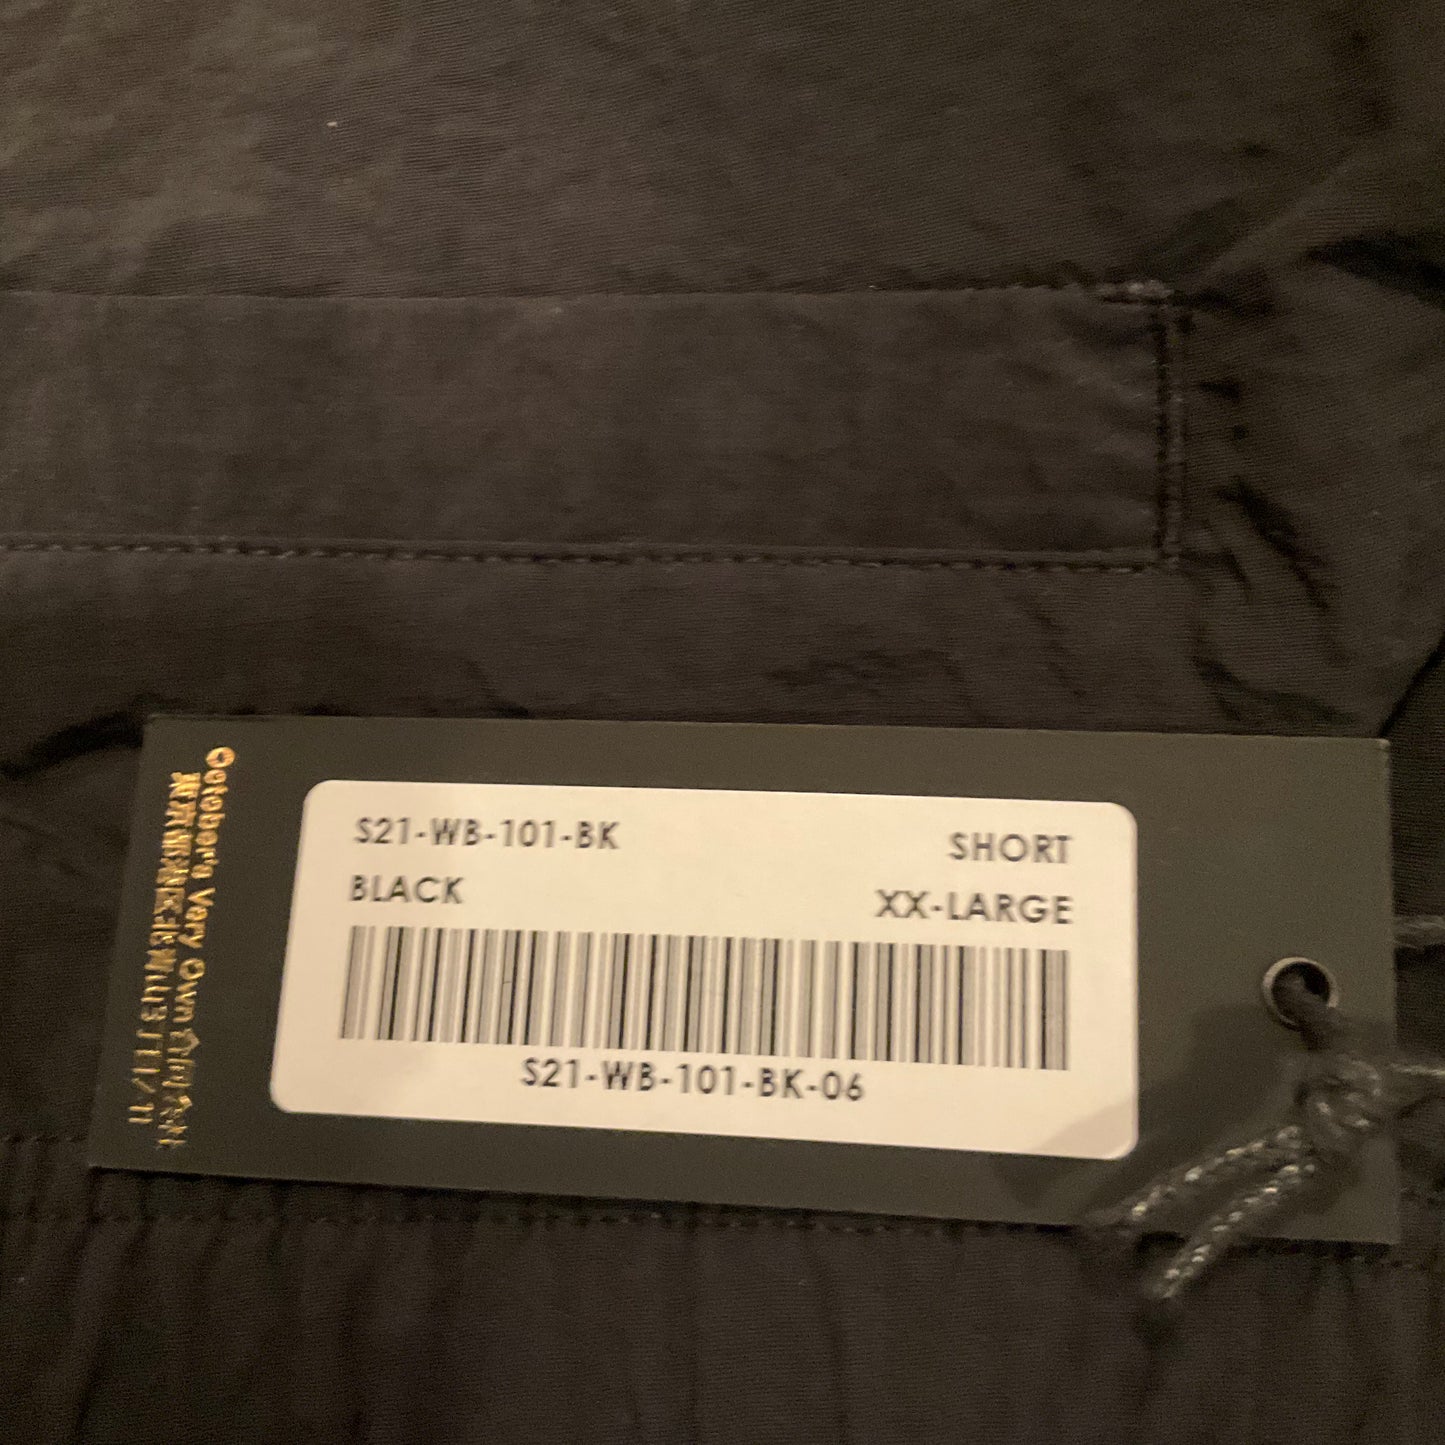 S21-WB-101-BK
SHORT
BLACK
XX-LARGE
S21-WB-101-BK-06
October's Very Own